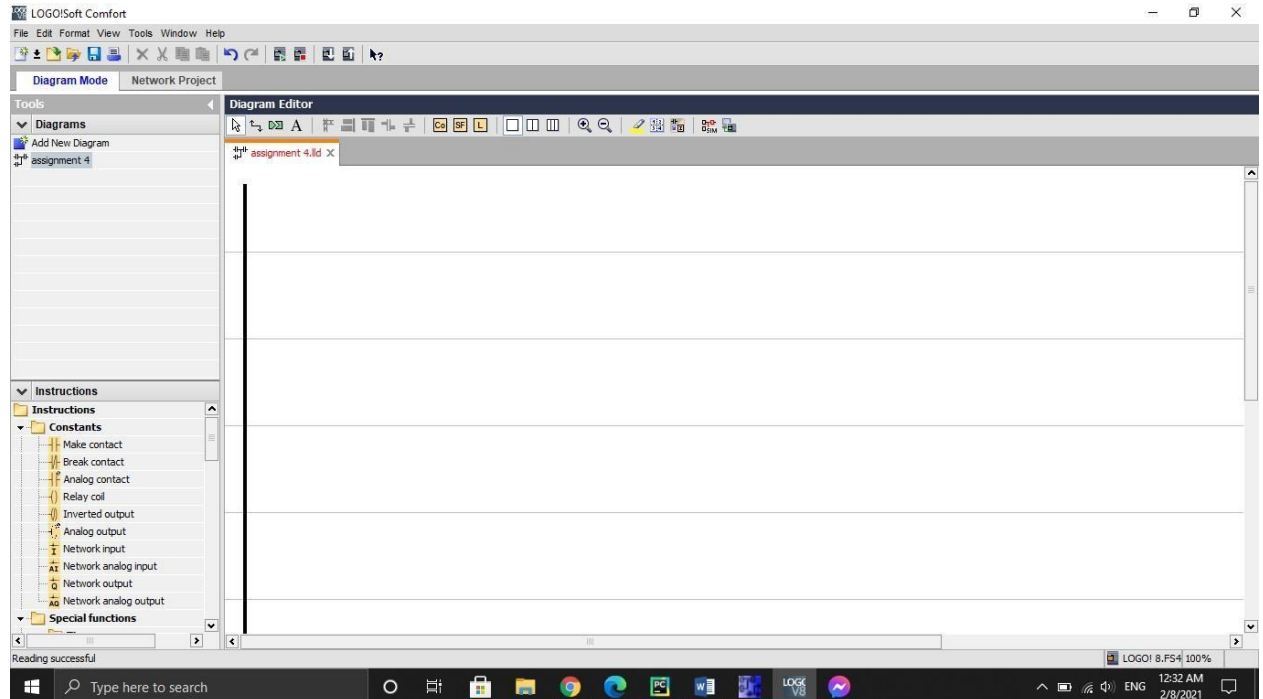 LOGO!Soft Comfort
File Edit Format View Tools Window Help
Diagram Mode Network Project
Tools
Diagram Editor
Diagrams
Add New Diagram
assignment 4
assignment 4.lld
Instructions
Instructions
Constants
Make contact
Break contact
Analog contact
Relay coil
Inverted output
Analog output
Network input
Network analog input
Network output
Network analog output
Special functions
Reading successful
LOGO! 8.FS4 100%
Type here to search
ENG
12:32 AM
2/8/2021